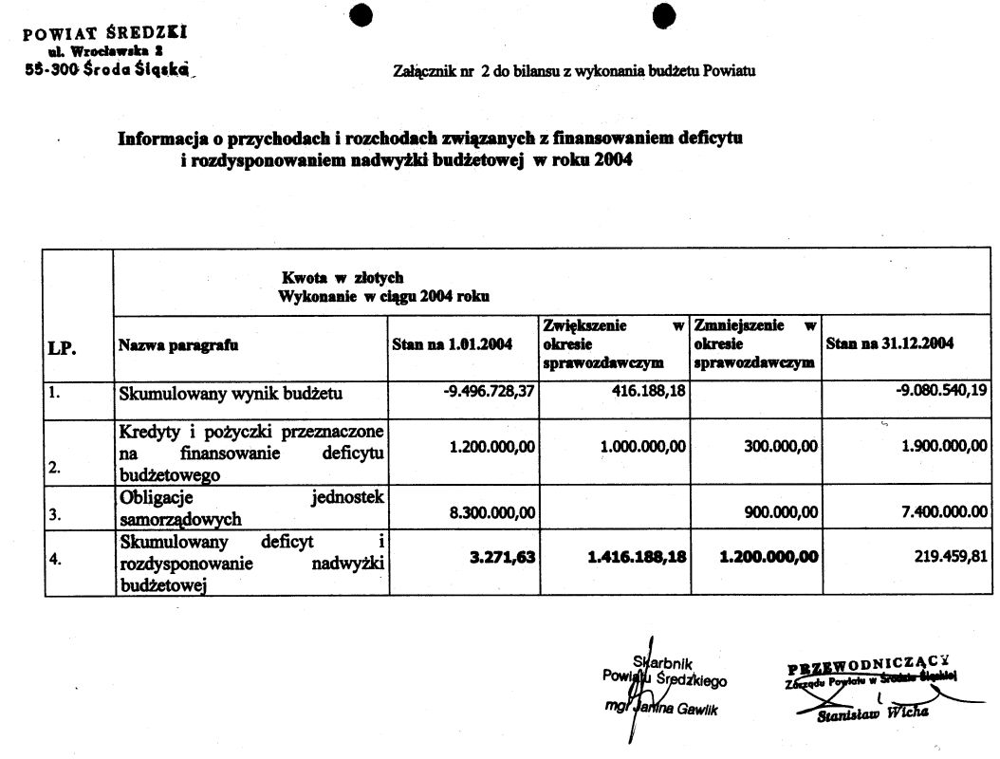 POWIAT ŚREDZKI
ul. Wrocławska 2
55-300 Środa Śląska
Załącznik nr 2 do bilansu z wykonania budżetu Powiatu
Informacja o przychodach i rozchodach związanych z finansowaniem deficytu
i rozdysponowaniem nadwyżki budżetowej w roku 2004
Kwota w złotych
Wykonanie w ciągu 2004 roku
LP.
Nazwa paragrafu
Stan na 1.01.2004
Zwiększenie w
okresie
sprawozdawczym
Zmniejszenie w
okresie
sprawozdawczym
Stan na 31.12.2004
1.
Skumulowany wynik budżetu
-9.496.728,37
416.188,18
-9.080.540,19
2.
Kredyty i pożyczki przeznaczone
na finansowanie deficytu
budżetowego
1.200.000,00
1.000.000,00
300.000,00
1.900.000,00
3.
Obligacje jednostek
samorządowych
8.300.000,00
900.000,00
7.400.000.00
4.
Skumulowany deficyt i
rozdysponowanie nadwyżki
budżetowej
3.271,63
1.416.188,18
1.200.000,00
219.459,81
Skarbnik
Powiatu Średzkiego
mgr Janina Gawlik
PRZEWODNICZĄCY
Zarządu Powiatu w Środzie Śląskiej
Stanisław Wicha